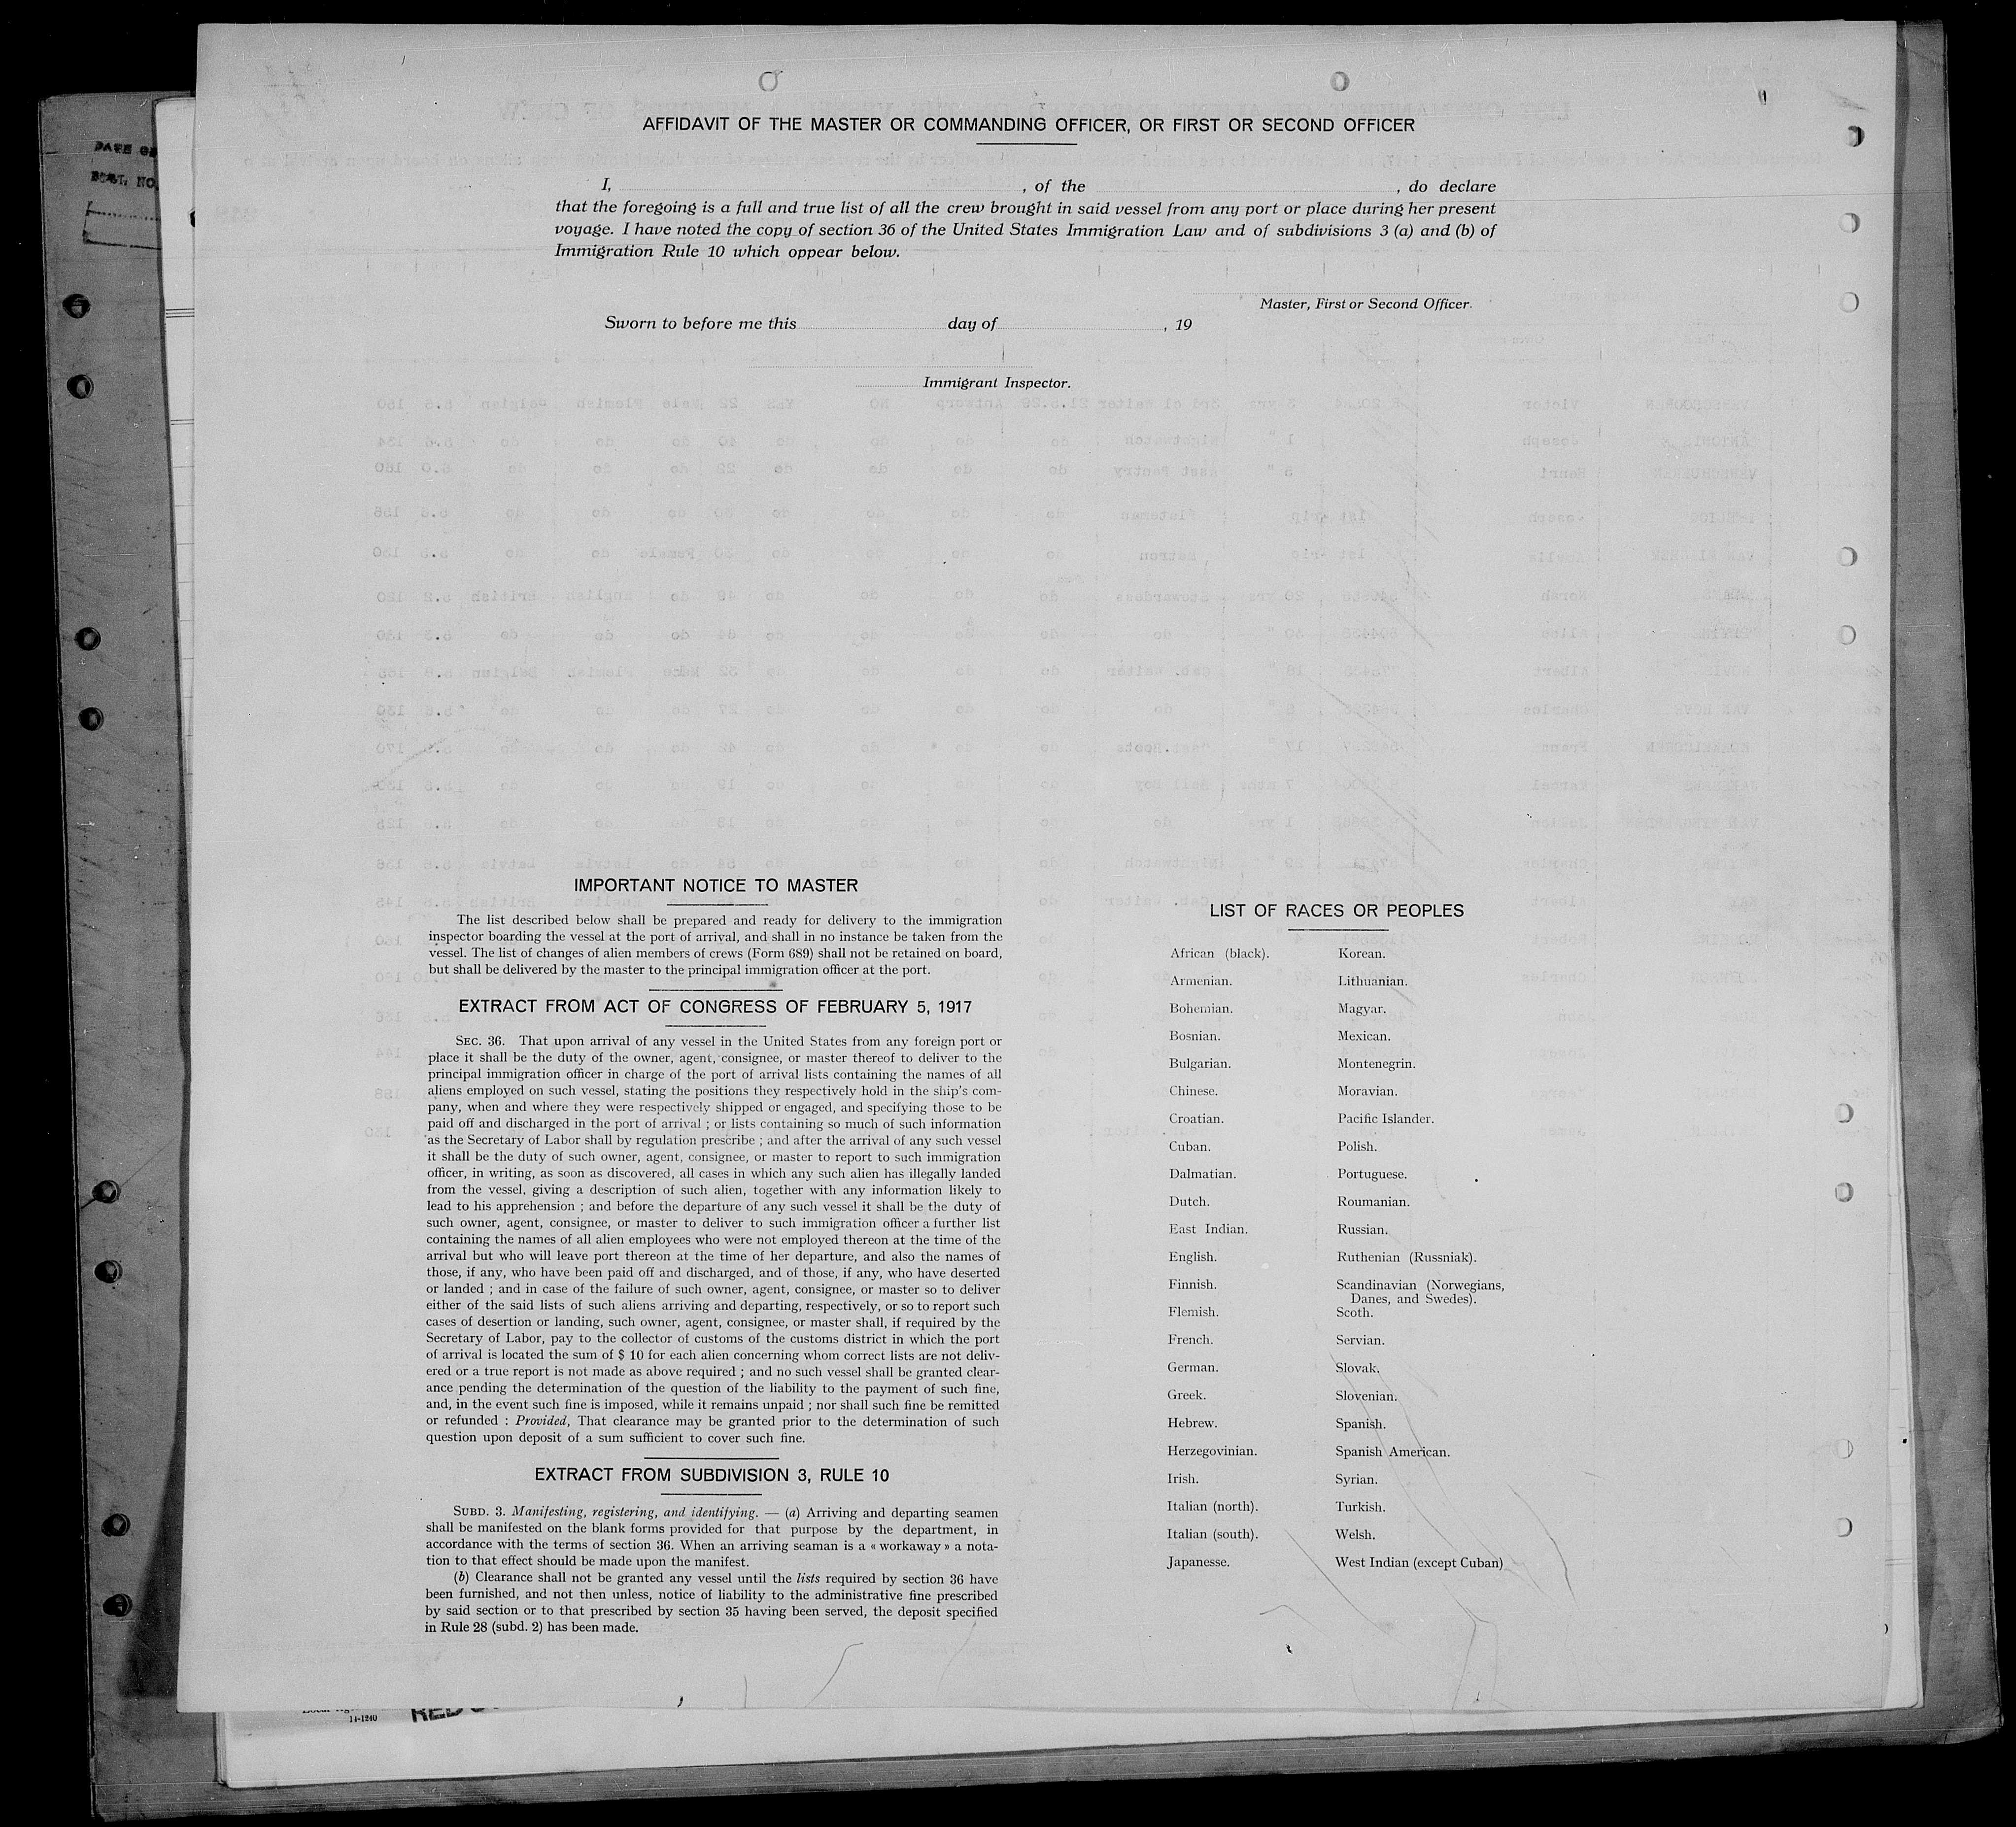 AFFIDAVIT OF THE MASTER OR COMMANDING OFFICER, OR FIRST OR SECOND OFFICER
I, , of the , do declare
that the foregoing is a full and true list of all the crew brought in said vessel from any port or place during her present
voyage. I have noted the copy of section 36 of the United States Immigration Law and of subdivisions 3 (a) and (b) of
Immigration Rule 10 which oppear below.
Master, First or Second Officer.
Sworn to before me this day of , 19
Immigrant Inspector.
IMPORTANT NOTICE TO MASTER
The list described below shall be prepared and ready for delivery to the immigration
inspector boarding the vessel at the port of arrival, and shall in no instance be taken from the
vessel. The list of changes of alien members of crews (Form 689) shall not be retained on board,
but shall be delivered by the master to the principal immigration officer at the port.
EXTRACT FROM ACT OF CONGRESS OF FEBRUARY 5, 1917
SEC. 36. That upon arrival of any vessel in the United States from any foreign port or
place it shall be the duty of the owner, agent, consignee, or master thereof to deliver to the
principal immigration officer in charge of the port of arrival lists containing the names of all
aliens employed on such vessel, stating the positions they respectively hold in the ship's com-
pany, when and where they were respectively shipped or engaged, and specifying those to be
paid off and discharged in the port of arrival ; or lists containing so much of such information
as the Secretary of Labor shall by regulation prescribe ; and after the arrival of any such vessel
it shall be the duty of such owner, agent, consignee, or master to report to such immigration
officer, in writing, as soon as discovered, all cases in which any such alien has illegally landed
from the vessel, giving a description of such alien, together with any information likely to
lead to his apprehension ; and before the departure of any such vessel it shall be the duty of
such owner, agent, consignee, or master to deliver to such immigration officer a further list
containing the names of all alien employees who were not employed thereon at the time of the
arrival but who will leave port thereon at the time of her departure, and also the names of
those, if any, who have been paid off and discharged, and of those, if any, who have deserted
or landed ; and in case of the failure of such owner, agent, consignee, or master so to deliver
either of the said lists of such aliens arriving and departing, respectively, or so to report such
cases of desertion or landing, such owner, agent, consignee, or master shall, if required by the
Secretary of Labor, pay to the collector of customs of the customs district in which the port
of arrival is located the sum of $ 10 for each alien concerning whom correct lists are not deliv-
ered or a true report is not made as above required ; and no such vessel shall be granted clear-
ance pending the determination of the question of the liability to the payment of such fine,
and, in the event such fine is imposed, while it remains unpaid ; nor shall such fine be remitted
or refunded : Provided, That clearance may be granted prior to the determination of such
question upon deposit of a sum sufficient to cover such fine.
EXTRACT FROM SUBDIVISION 3, RULE 10
SUBD. 3. Manifesting, registering, and identifying. — (a) Arriving and departing seamen
shall be manifested on the blank forms provided for that purpose by the department, in
accordance with the terms of section 36. When an arriving seaman is a « workaway » a nota-
tion to that effect should be made upon the manifest.
(b) Clearance shall not be granted any vessel until the lists required by section 36 have
been furnished, and not then unless, notice of liability to the administrative fine prescribed
by said section or to that prescribed by section 35 having been served, the deposit specified
in Rule 28 (subd. 2) has been made.
LIST OF RACES OR PEOPLES
African (black).
Armenian.
Bohemian.
Bosnian.
Bulgarian.
Chinese.
Croatian.
Cuban.
Dalmatian.
Dutch.
East Indian.
English.
Finnish.
Flemish.
French.
German.
Greek.
Hebrew.
Herzegovinian.
Irish.
Italian (north).
Italian (south).
Japanesse.
Korean.
Lithuanian.
Magyar.
Mexican.
Montenegrin.
Moravian.
Pacific Islander.
Polish.
Portuguese.
Roumanian.
Russian.
Ruthenian (Russniak).
Scandinavian (Norwegians,
Danes, and Swedes).
Scoth.
Servian.
Slovak.
Slovenian.
Spanish.
Spanish American.
Syrian.
Turkish.
Welsh.
West Indian (except Cuban)
14-1240